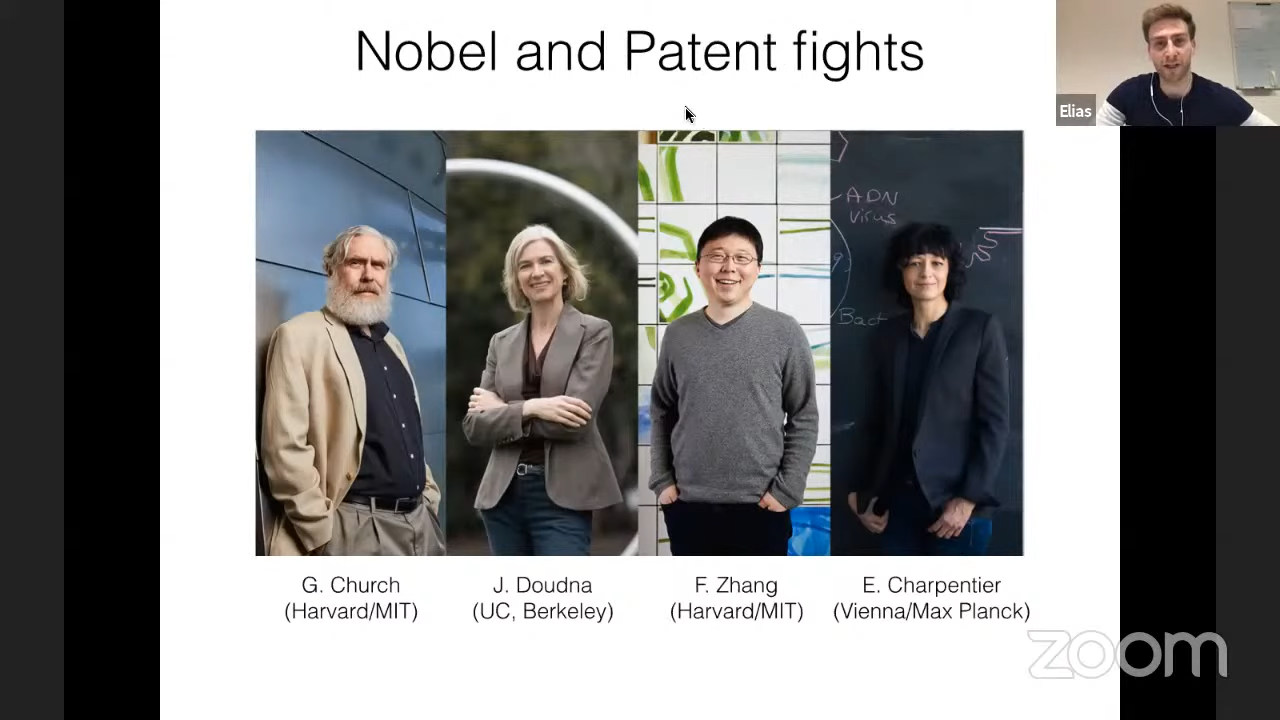 Nobel and Patent fights
Elias
ADN
Virus
Bact
G. Church
(Harvard/MIT)
J. Doudna
(UC, Berkeley)
F. Zhang
(Harvard/MIT)
E. Charpentier
(Vienna/Max Planck)
zoom